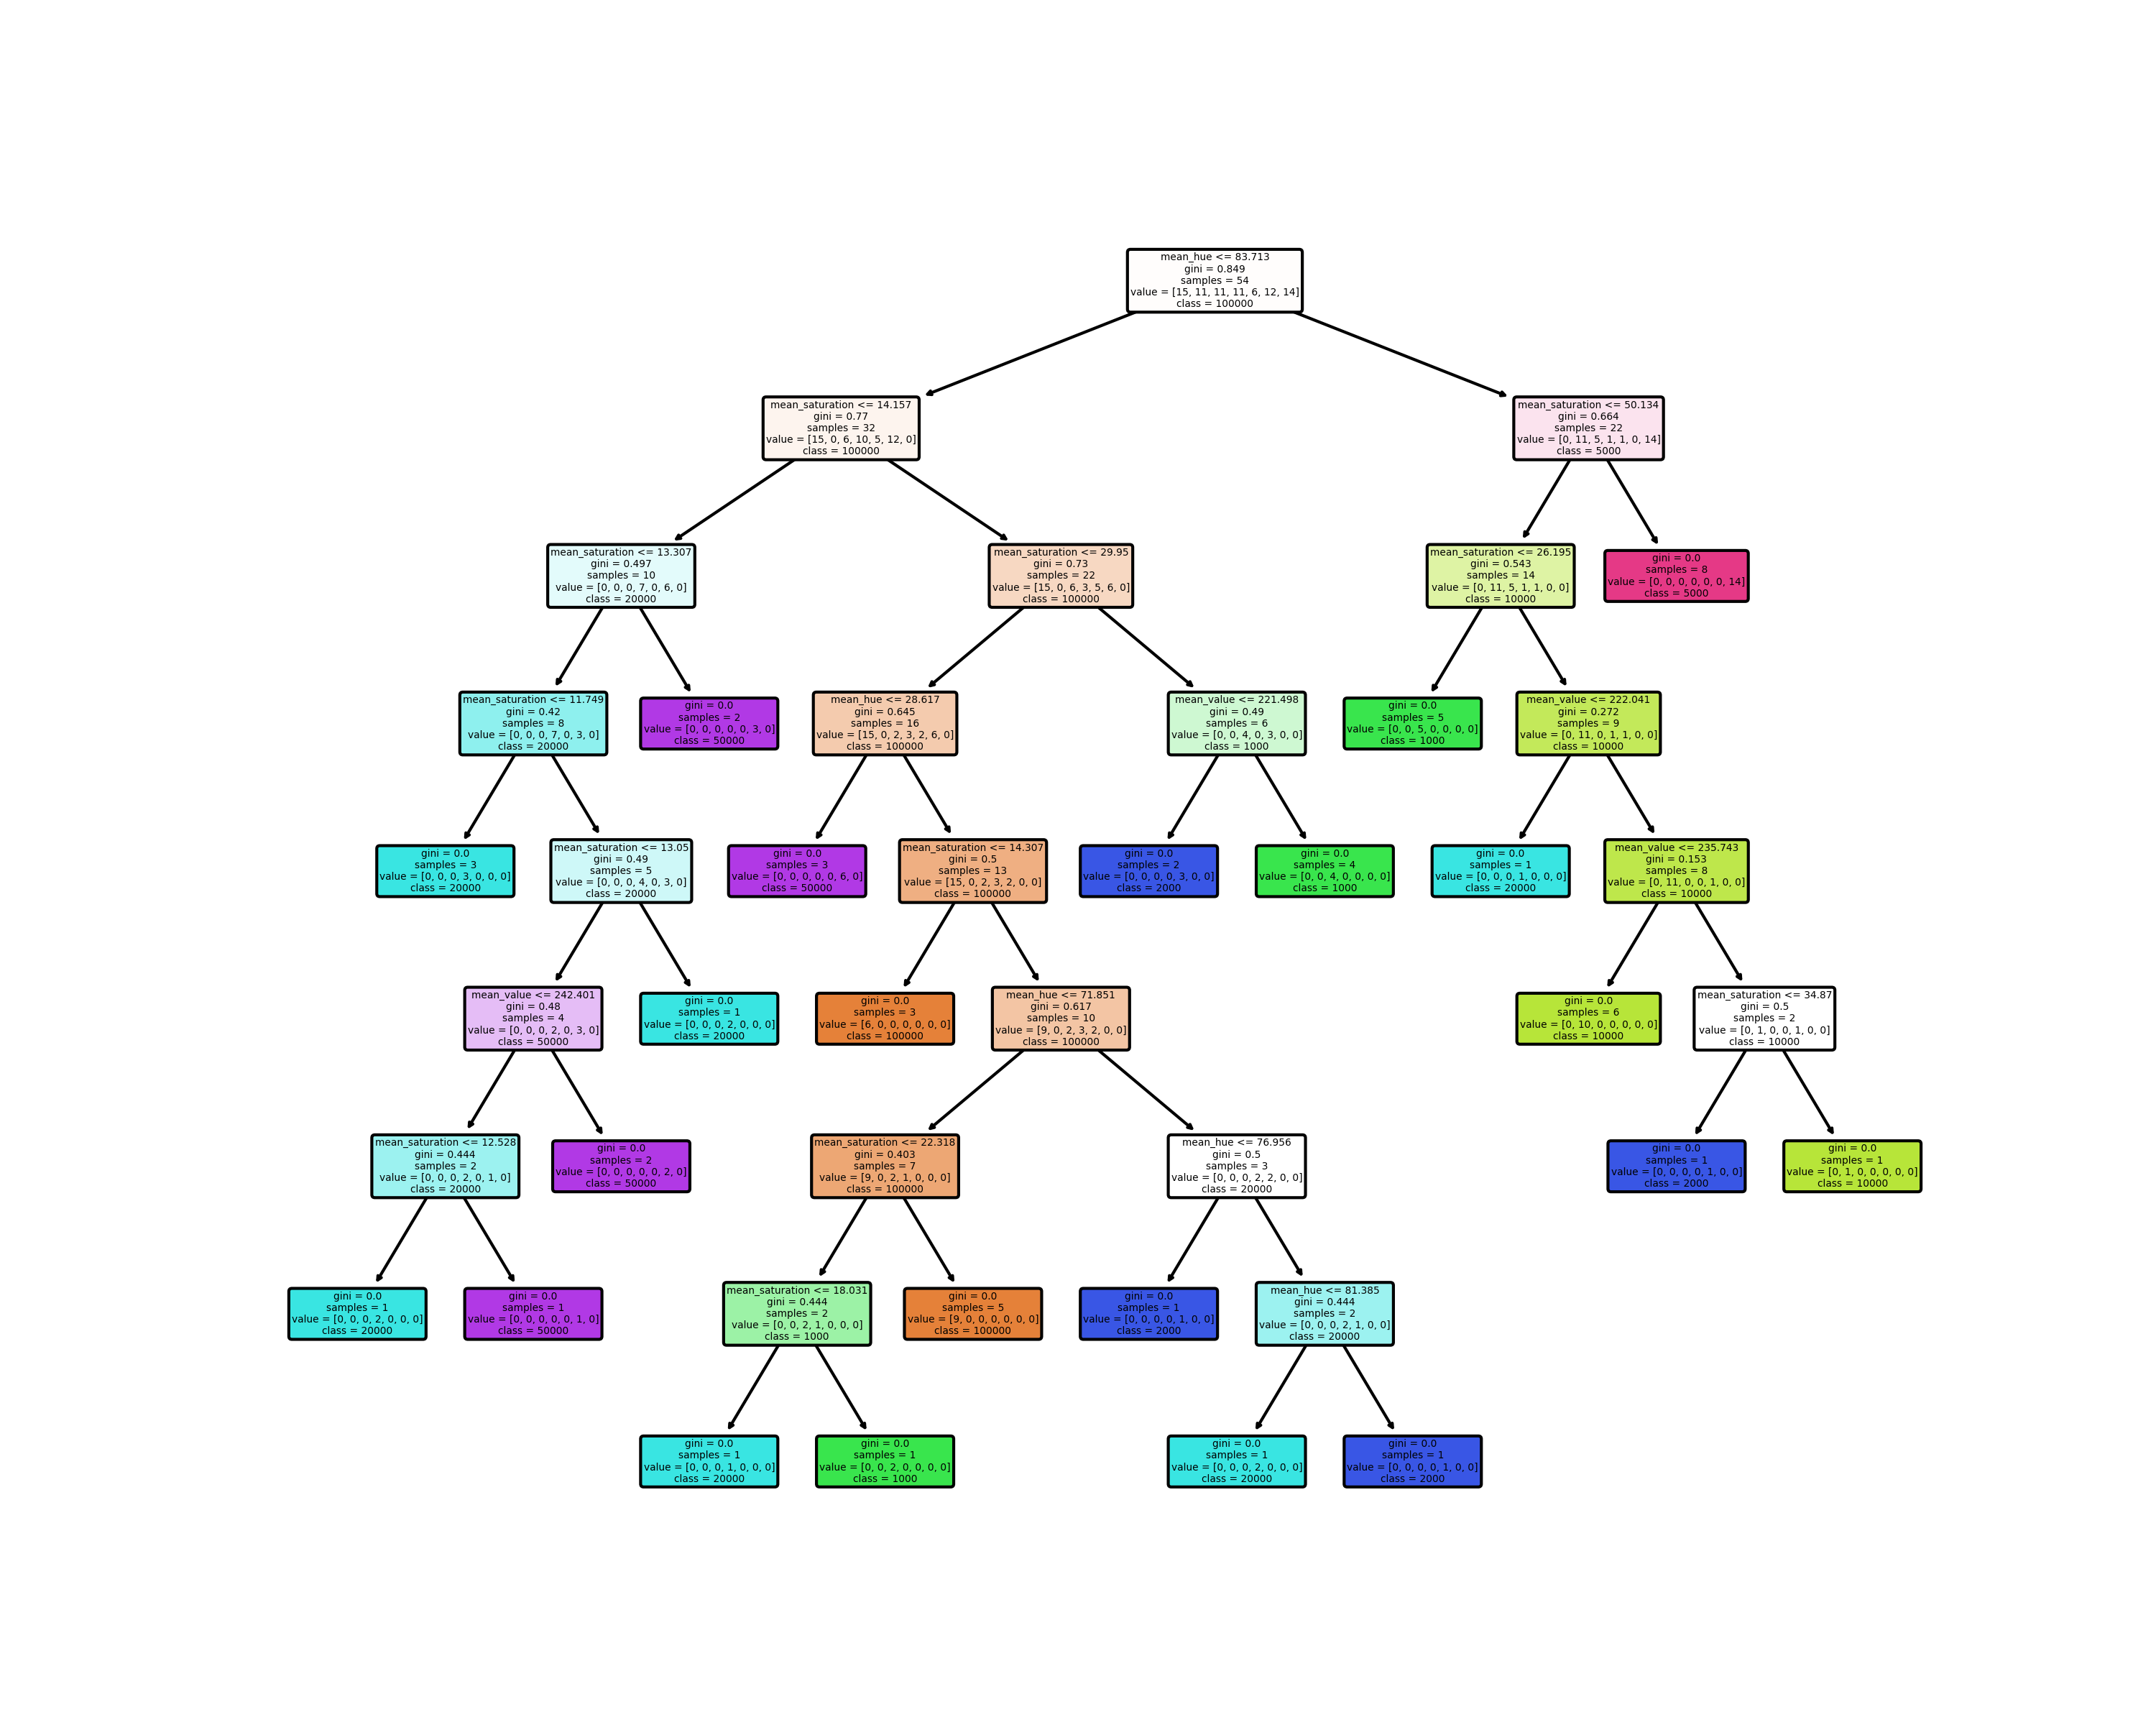 mean_hue <= 83.713
gini = 0.849
samples = 54
value = [15, 11, 11, 11, 6, 12, 14]
class = 100000
mean_saturation <= 14.157
gini = 0.77
samples = 32
value = [15, 0, 6, 10, 5, 12, 0]
class = 100000
mean_saturation <= 50.134
gini = 0.664
samples = 22
value = [0, 11, 5, 1, 1, 0, 14]
class = 5000
mean_saturation <= 13.307
gini = 0.497
samples = 10
value = [0, 0, 0, 7, 0, 6, 0]
class = 20000
mean_saturation <= 29.95
gini = 0.73
samples = 22
value = [15, 0, 6, 3, 5, 6, 0]
class = 100000
mean_saturation <= 26.195
gini = 0.543
samples = 14
value = [0, 11, 5, 1, 1, 0, 0]
class = 10000
gini = 0.0
samples = 8
value = [0, 0, 0, 0, 0, 0, 14]
class = 5000
mean_saturation <= 11.749
gini = 0.42
samples = 8
value = [0, 0, 0, 7, 0, 3, 0]
class = 20000
gini = 0.0
samples = 2
value = [0, 0, 0, 0, 0, 3, 0]
class = 50000
mean_hue <= 28.617
gini = 0.645
samples = 16
value = [15, 0, 2, 3, 2, 6, 0]
class = 100000
mean_value <= 221.498
gini = 0.49
samples = 6
value = [0, 0, 4, 0, 3, 0, 0]
class = 1000
gini = 0.0
samples = 5
value = [0, 0, 5, 0, 0, 0, 0]
class = 1000
mean_value <= 222.041
gini = 0.272
samples = 9
value = [0, 11, 0, 1, 1, 0, 0]
class = 10000
gini = 0.0
samples = 3
value = [0, 0, 0, 3, 0, 0, 0]
class = 20000
mean_saturation <= 13.05
gini = 0.49
samples = 5
value = [0, 0, 0, 4, 0, 3, 0]
class = 20000
gini = 0.0
samples = 3
value = [0, 0, 0, 0, 0, 6, 0]
class = 50000
mean_saturation <= 14.307
gini = 0.5
samples = 13
value = [15, 0, 2, 3, 2, 0, 0]
class = 100000
gini = 0.0
samples = 2
value = [0, 0, 0, 0, 3, 0, 0]
class = 2000
gini = 0.0
samples = 4
value = [0, 0, 4, 0, 0, 0, 0]
class = 1000
gini = 0.0
samples = 1
value = [0, 0, 0, 1, 0, 0, 0]
class = 20000
mean_value <= 235.743
gini = 0.153
samples = 8
value = [0, 11, 0, 0, 1, 0, 0]
class = 10000
mean_value <= 242.401
gini = 0.48
samples = 4
value = [0, 0, 0, 2, 0, 3, 0]
class = 50000
gini = 0.0
samples = 1
value = [0, 0, 0, 2, 0, 0, 0]
class = 20000
gini = 0.0
samples = 3
value = [6, 0, 0, 0, 0, 0, 0]
class = 100000
mean_hue <= 71.851
gini = 0.617
samples = 10
value = [9, 0, 2, 3, 2, 0, 0]
class = 100000
gini = 0.0
samples = 6
value = [0, 10, 0, 0, 0, 0, 0]
class = 10000
mean_saturation <= 34.87
gini = 0.5
samples = 2
value = [0, 1, 0, 0, 1, 0, 0]
class = 10000
mean_saturation <= 12.528
gini = 0.444
samples = 2
value = [0, 0, 0, 2, 0, 1, 0]
class = 20000
gini = 0.0
samples = 2
value = [0, 0, 0, 0, 0, 2, 0]
class = 50000
mean_saturation <= 22.318
gini = 0.403
samples = 7
value = [9, 0, 2, 1, 0, 0, 0]
class = 100000
mean_hue <= 76.956
gini = 0.5
samples = 3
value = [0, 0, 0, 2, 2, 0, 0]
class = 20000
gini = 0.0
samples = 1
value = [0, 0, 0, 0, 1, 0, 0]
class = 2000
gini = 0.0
samples = 1
value = [0, 1, 0, 0, 0, 0, 0]
class = 10000
gini = 0.0
samples = 1
value = [0, 0, 0, 2, 0, 0, 0]
class = 20000
gini = 0.0
samples = 1
value = [0, 0, 0, 0, 0, 1, 0]
class = 50000
mean_saturation <= 18.031
gini = 0.444
samples = 2
value = [0, 0, 2, 1, 0, 0, 0]
class = 1000
gini = 0.0
samples = 5
value = [9, 0, 0, 0, 0, 0, 0]
class = 100000
gini = 0.0
samples = 1
value = [0, 0, 0, 0, 1, 0, 0]
class = 2000
mean_hue <= 81.385
gini = 0.444
samples = 2
value = [0, 0, 0, 2, 1, 0, 0]
class = 20000
gini = 0.0
samples = 1
value = [0, 0, 0, 1, 0, 0, 0]
class = 20000
gini = 0.0
samples = 1
value = [0, 0, 2, 0, 0, 0, 0]
class = 1000
gini = 0.0
samples = 1
value = [0, 0, 0, 2, 0, 0, 0]
class = 20000
gini = 0.0
samples = 1
value = [0, 0, 0, 0, 1, 0, 0]
class = 2000